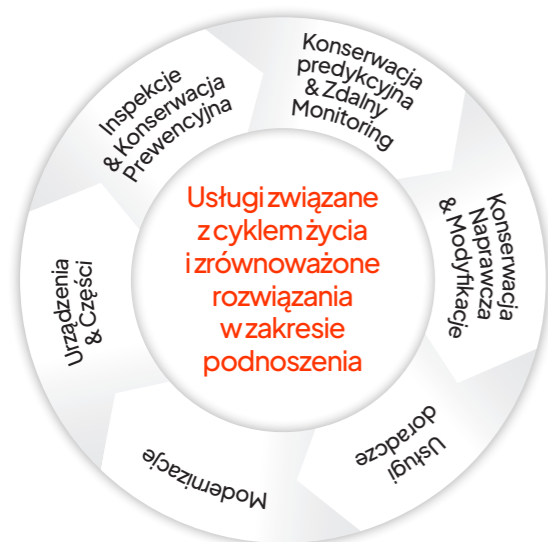 Usługi związane
z cyklem życia
i zrównoważone
rozwiązania
w zakresie
podnoszenia
Inspekcje
& Konserwacja
Prewencyjna
Konserwacja
predykcyjna
& Zdalny
Monitoring
Konserwacja
Naprawcza
& Modyfikacje
Usługi
doradcze
Modernizacje
Urządzenia
& Części